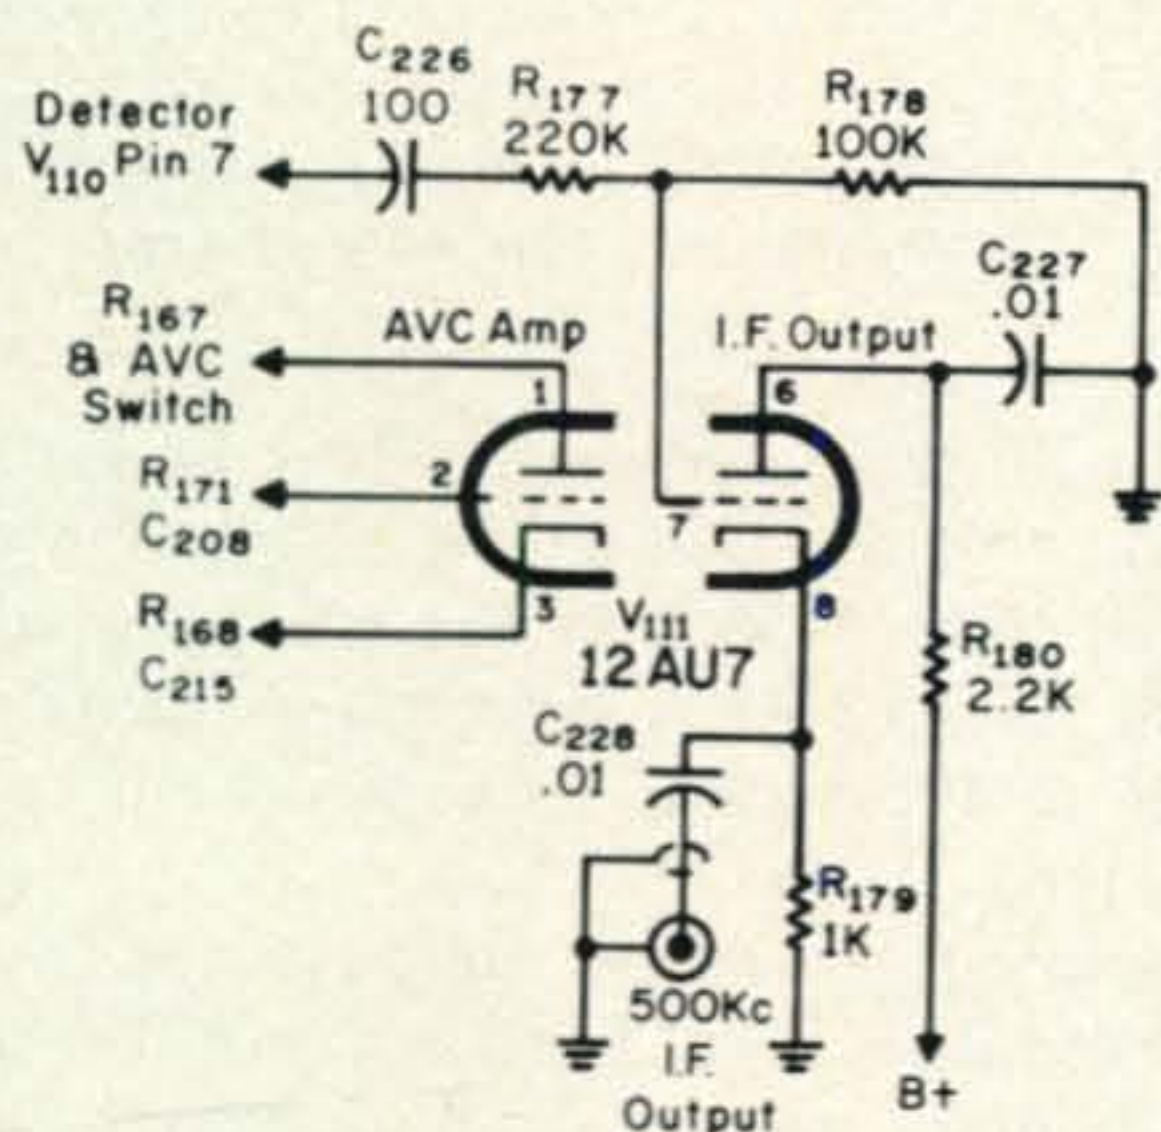 C226
100
R177
220K
R178
100K
Detector
V110 Pin 7
C227
.01
R167
& AVC
Switch
AVC Amp
I.F. Output
1
6
R171
C208
2
7
R168
C215
3
8
V111
12AU7
R180
2.2K
C228
.01
R179
1K
500Kc
I.F.
Output
B+